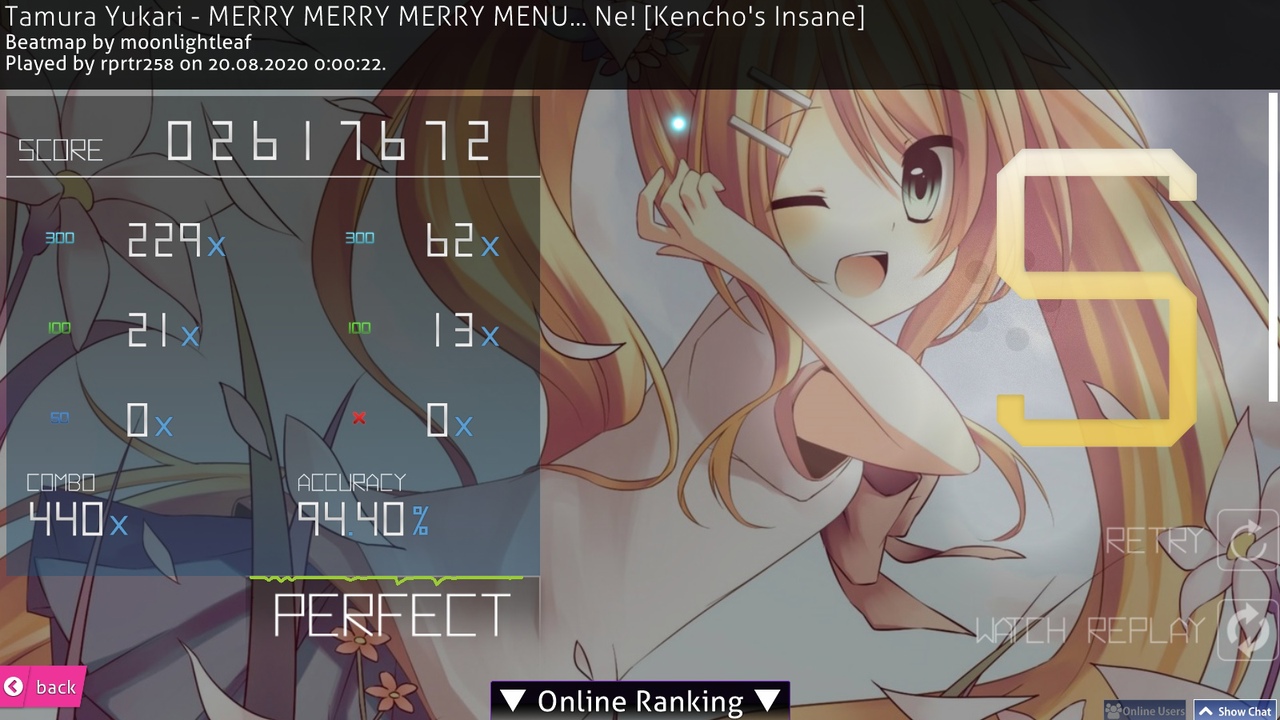 Tamura Yukari - MERRY MERRY MERRY MENU... Ne! [Kencho's Insane]
Beatmap by moonlightleaf
Played by rprtr258 on 20.08.2020 0:00:22.
SCORE 02617672
300 229x 300 62x
100 21x 100 13x
50 0x 0x
COMBO ACCURACY
440x 94.40%
PERFECT
RETRY
WATCH REPLAY
back
Online Ranking
Online Users Show Chat